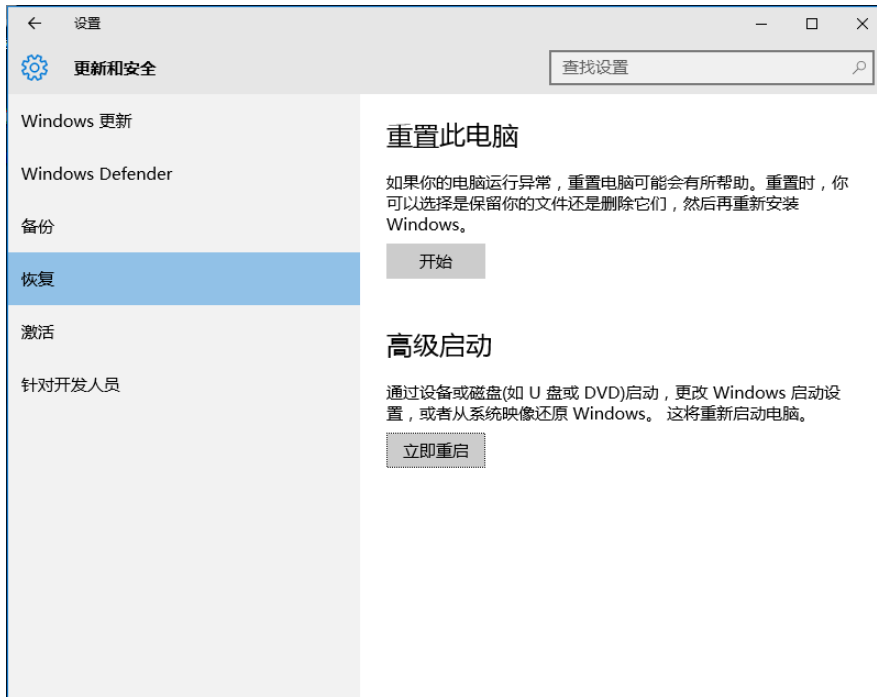 设置
更新和安全
查找设置
Windows 更新
Windows Defender
备份
恢复
激活
针对开发人员
重置此电脑
如果你的电脑运行异常，重置电脑可能会有所帮助。重置时，你
可以选择是保留你的文件还是删除它们，然后再重新安装
Windows。
开始
高级启动
通过设备或磁盘(如 U 盘或 DVD)启动，更改 Windows 启动设
置，或者从系统映像还原 Windows。 这将重新启动电脑。
立即重启